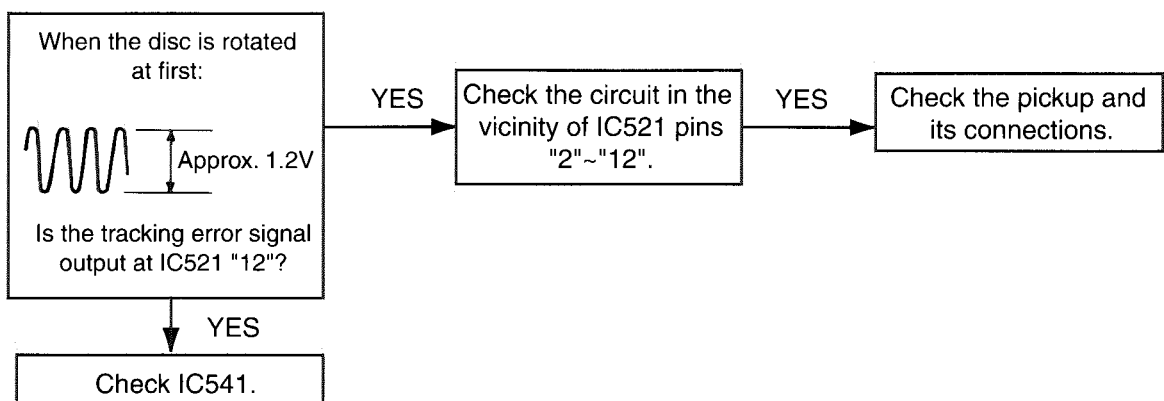 When the disc is rotated
at first:
Approx. 1.2V
Is the tracking error signal
output at IC521 "12"?
YES
Check the circuit in the
vicinity of IC521 pins
"2"~"12".
YES
Check the pickup and
its connections.
YES
Check IC541.